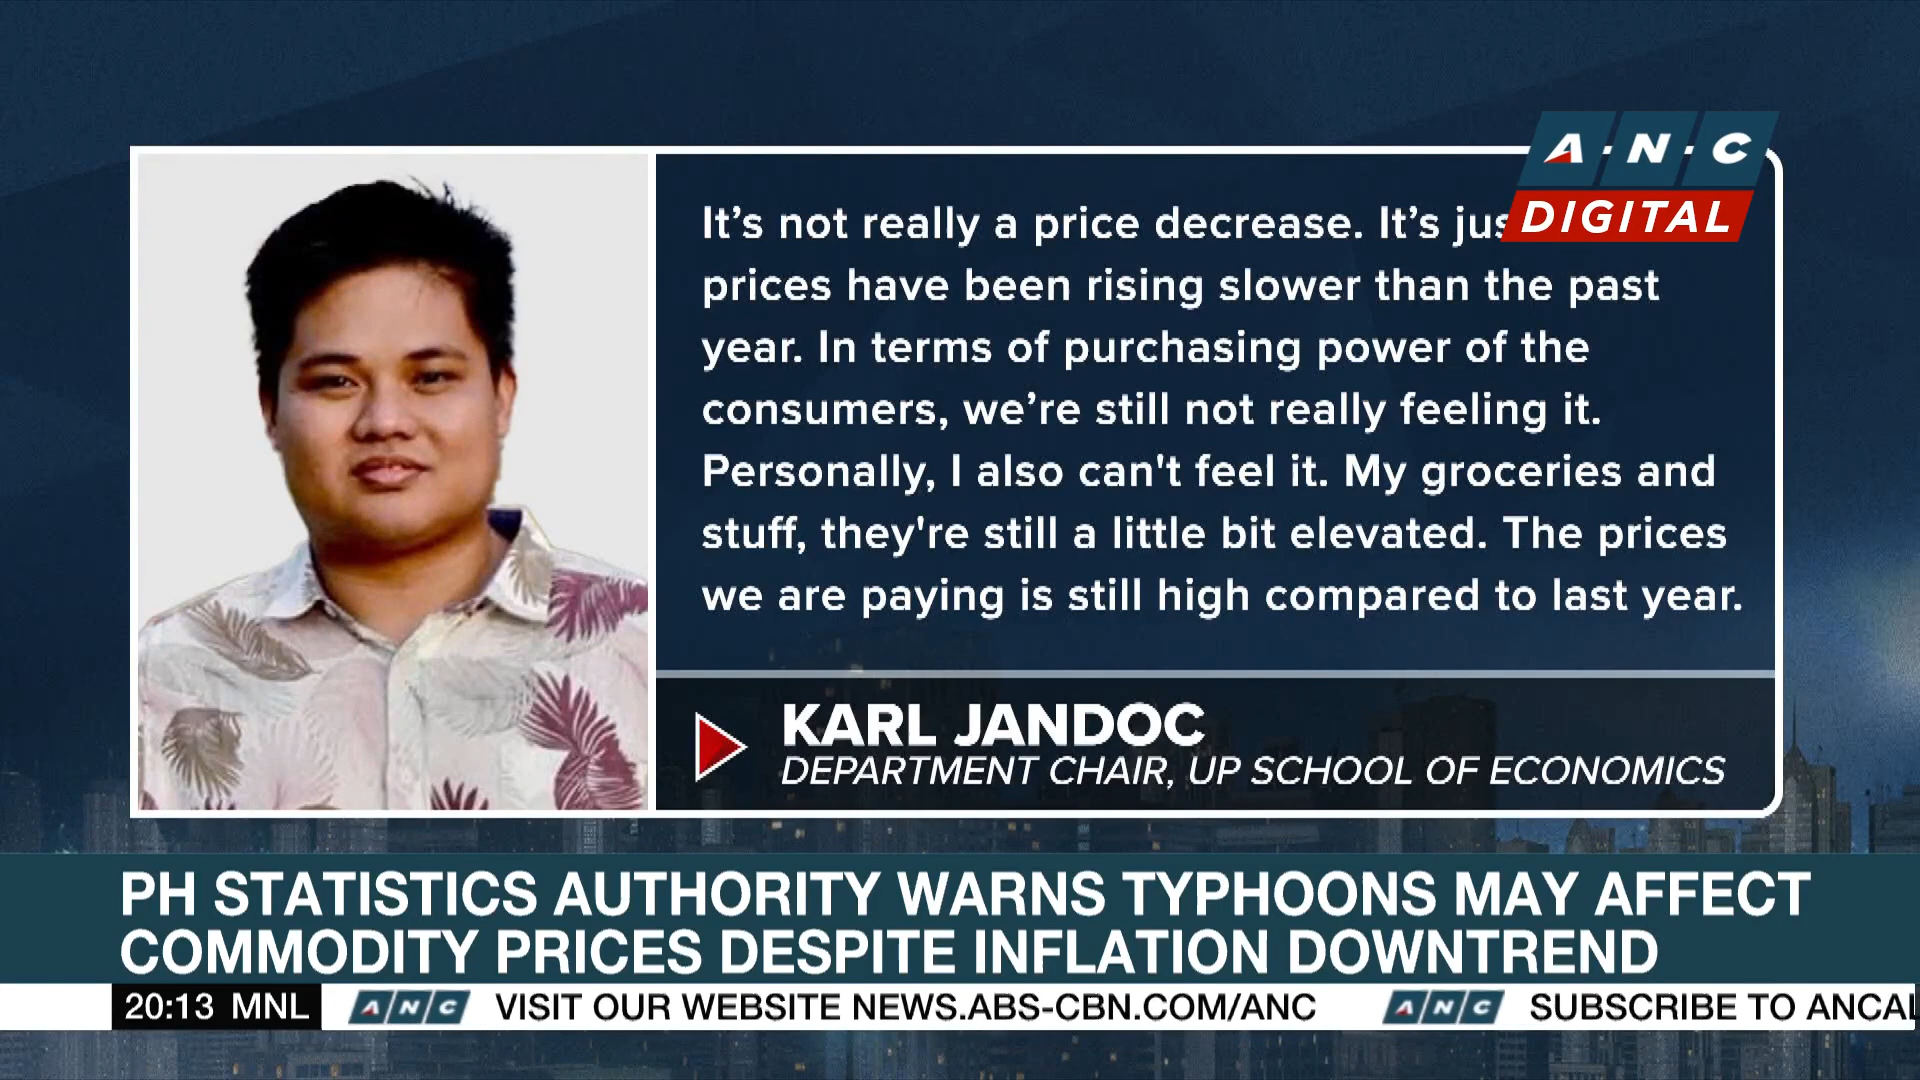 A·N·C
DIGITAL
It's not really a price decrease. It's
prices have been rising slower than the past
year. In terms of purchasing power of the
consumers, we're still not really feeling it.
Personally, I also can't feel it. My groceries and
stuff, they're still a little bit elevated. The prices
we are paying is still high compared to last year.
KARL JANDOC
DEPARTMENT CHAIR, UP SCHOOL OF ECONOMICS
PH STATISTICS AUTHORITY WARNS TYPHOONS MAY AFFECT
COMMODITY PRICES DESPITE INFLATION DOWNTREND
20:13 MNL ANC VISIT OUR WEBSITE NEWS.ABS-CBN.COM/ANC ANC SUBSCRIBE TO